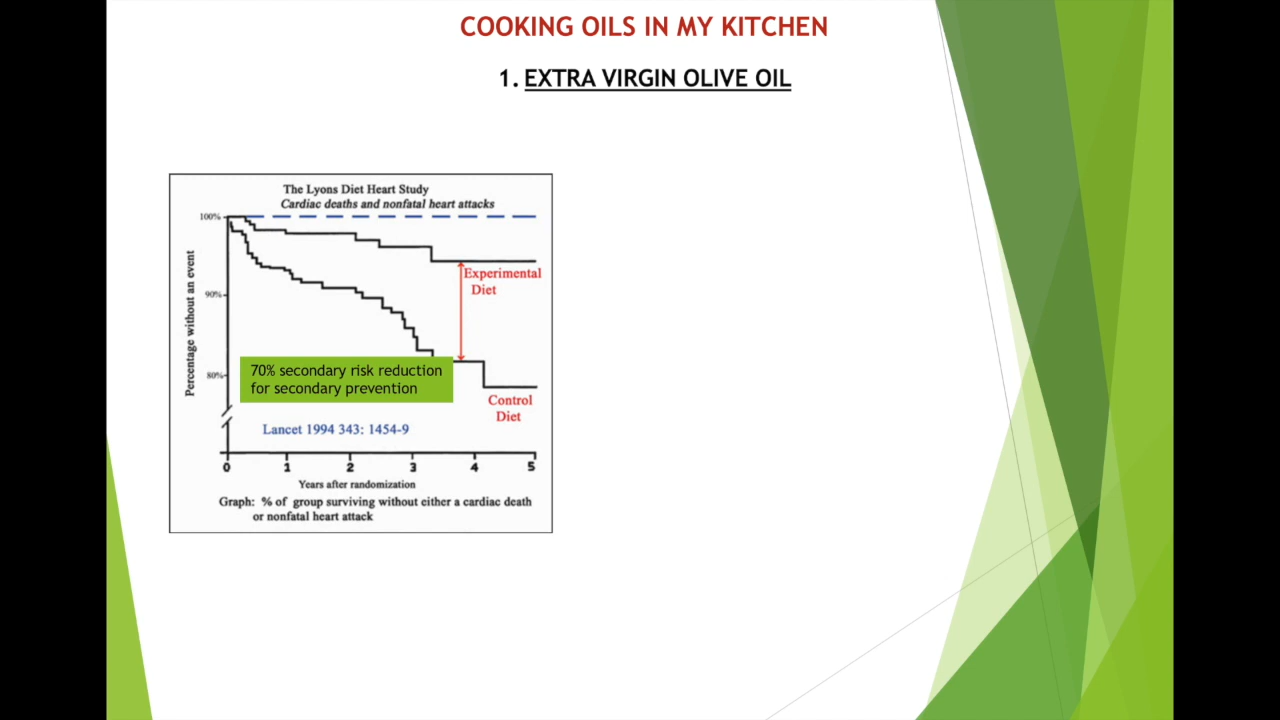 COOKING OILS IN MY KITCHEN
1. EXTRA VIRGIN OLIVE OIL
The Lyons Diet Heart Study
Cardiac deaths and nonfatal heart attacks
100%
90%
80%
Percentage without an event
Experimental
Diet
70% secondary risk reduction
for secondary prevention
Control
Diet
Lancet 1994 343: 1454-9
0 1 2 3 4 5
Years after randomization
Graph: % of group surviving without either a cardiac death
or nonfatal heart attack